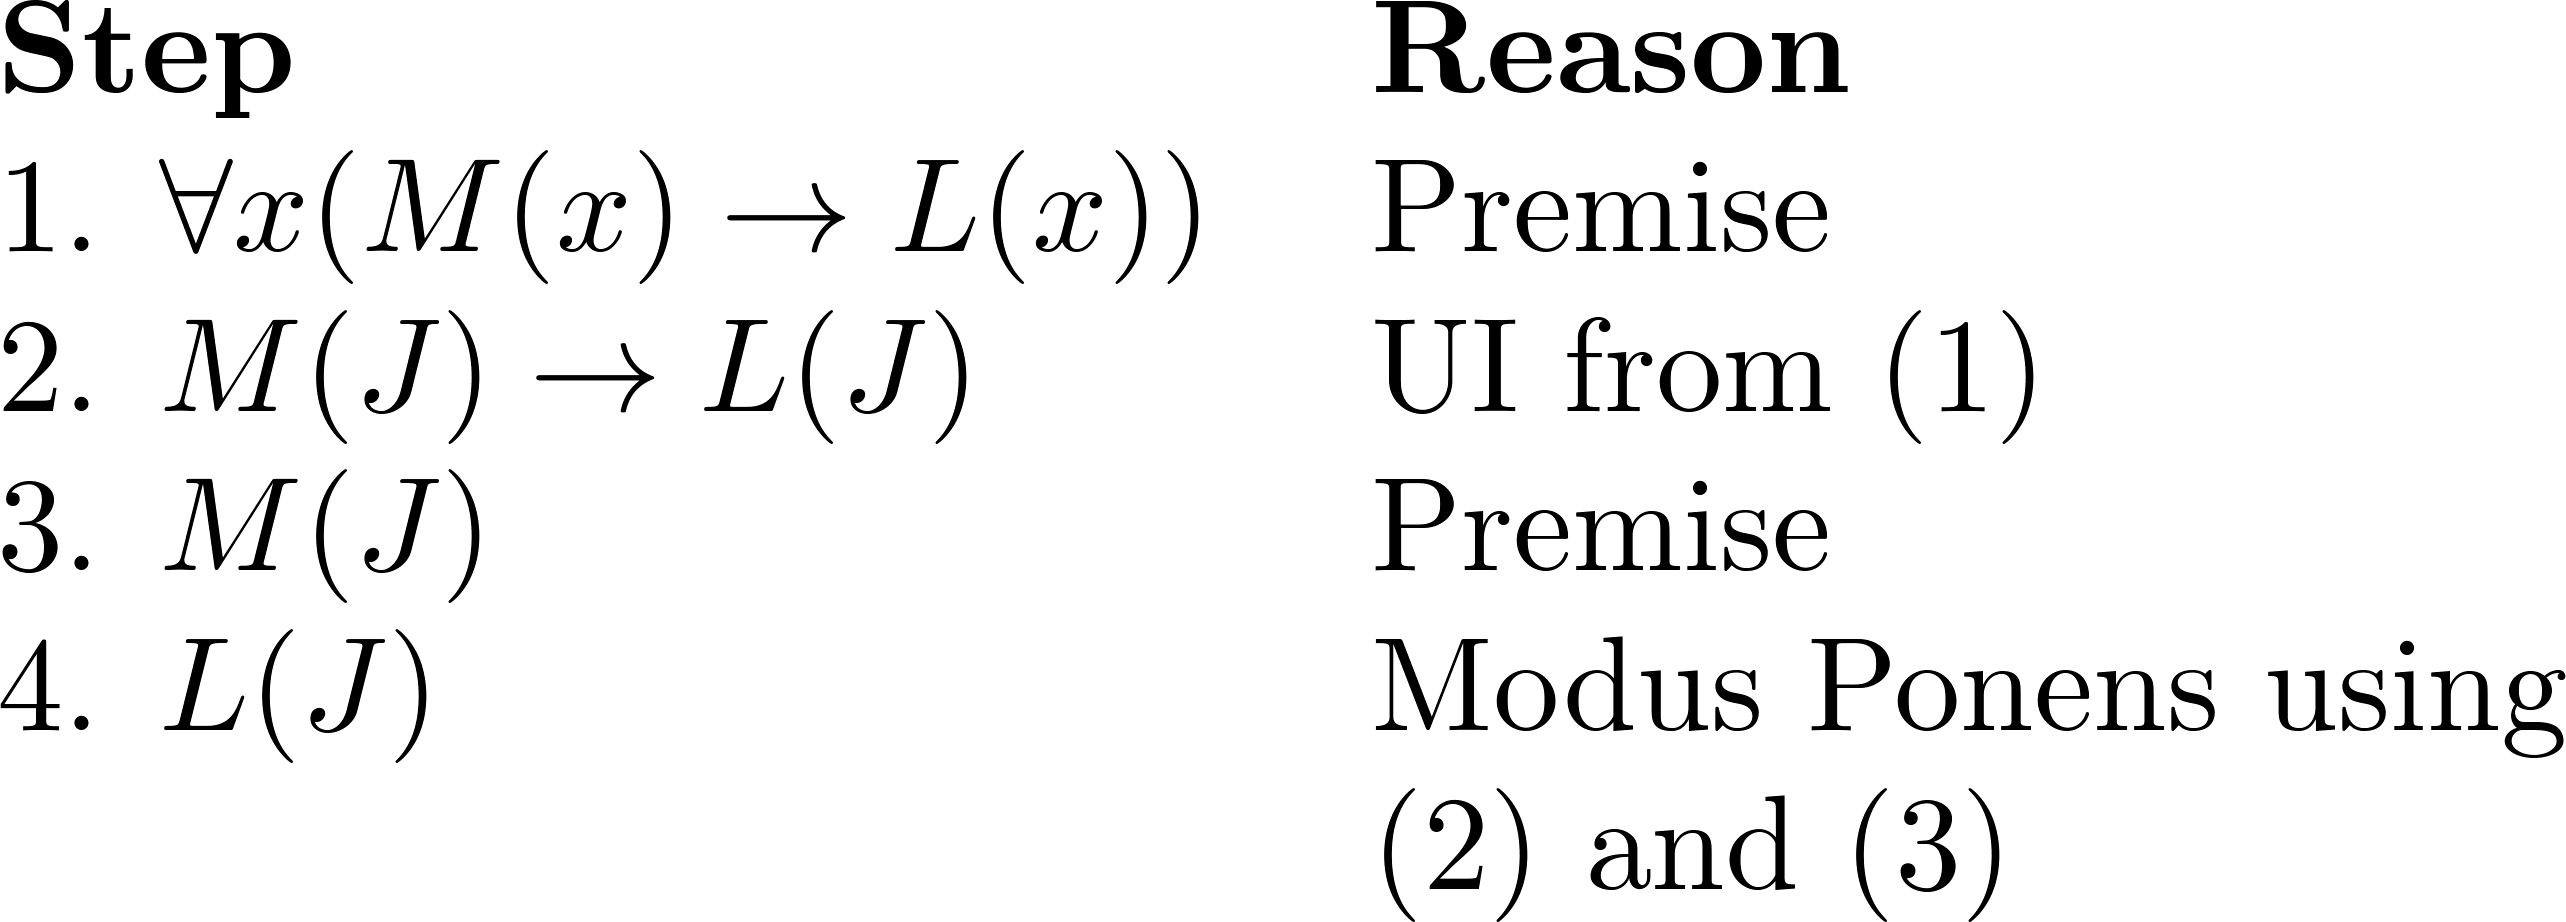 Step Reason
1. ∀x(M(x) → L(x)) Premise
2. M(J) → L(J) UI from (1)
3. M(J) Premise
4. L(J) Modus Ponens using
(2) and (3)